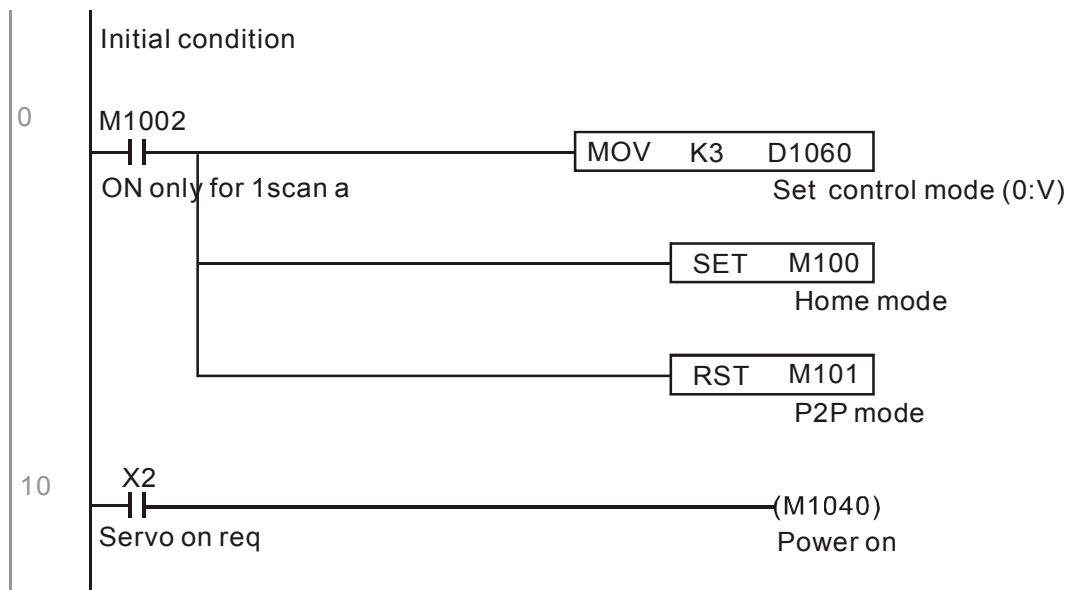 Initial condition
0
M1002
MOV K3 D1060
ON only for 1scan a
Set control mode (0:V)
SET M100
Home mode
RST M101
P2P mode
10
X2
(M1040)
Servo on req
Power on